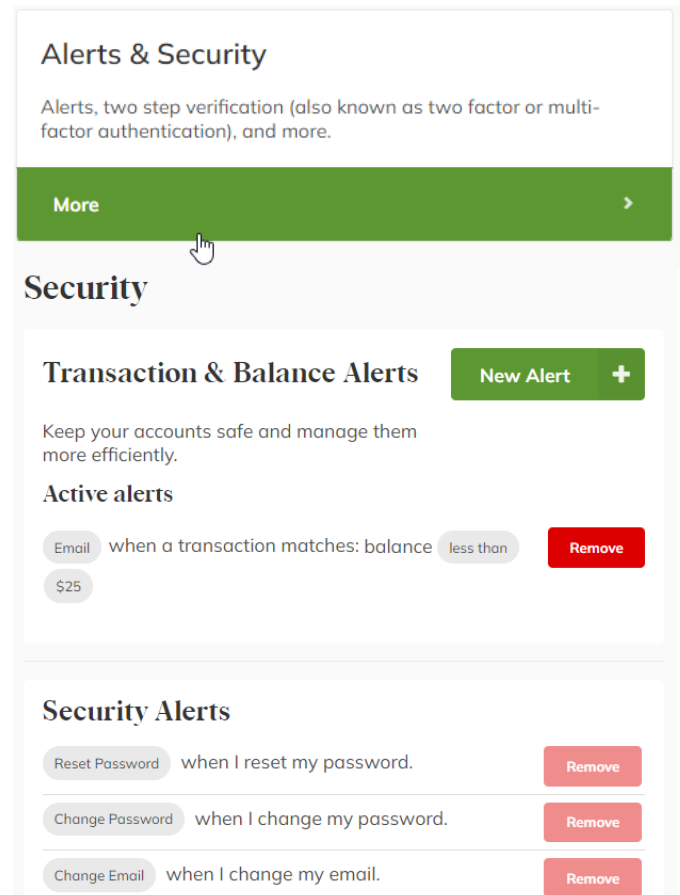 Alerts & Security
Alerts, two step verification (also known as two factor or multi-
factor authentication), and more.
More
Security
Transaction & Balance Alerts
New Alert
Keep your accounts safe and manage them
more efficiently.
Active alerts
Email when a transaction matches: balance less than
$25
Remove
Security Alerts
Reset Password when I reset my password. Remove
Change Password when I change my password. Remove
Change Email when I change my email. Remove